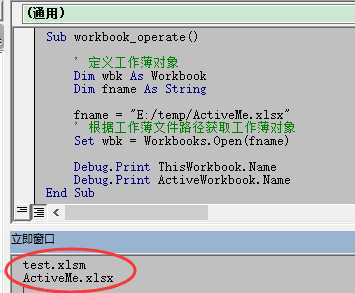 (通用)
Sub workbook_operate()
' 定义工作薄对象
Dim wbk As Workbook
Dim fname As String
fname = "E:/temp/ActiveMe.xlsx"
' 根据工作薄文件路径获取工作薄对象
Set wbk = Workbooks.Open(fname)
Debug.Print ThisWorkbook.Name
Debug.Print ActiveWorkbook.Name
End Sub
立即窗口
test.xlsm
ActiveMe.xlsx